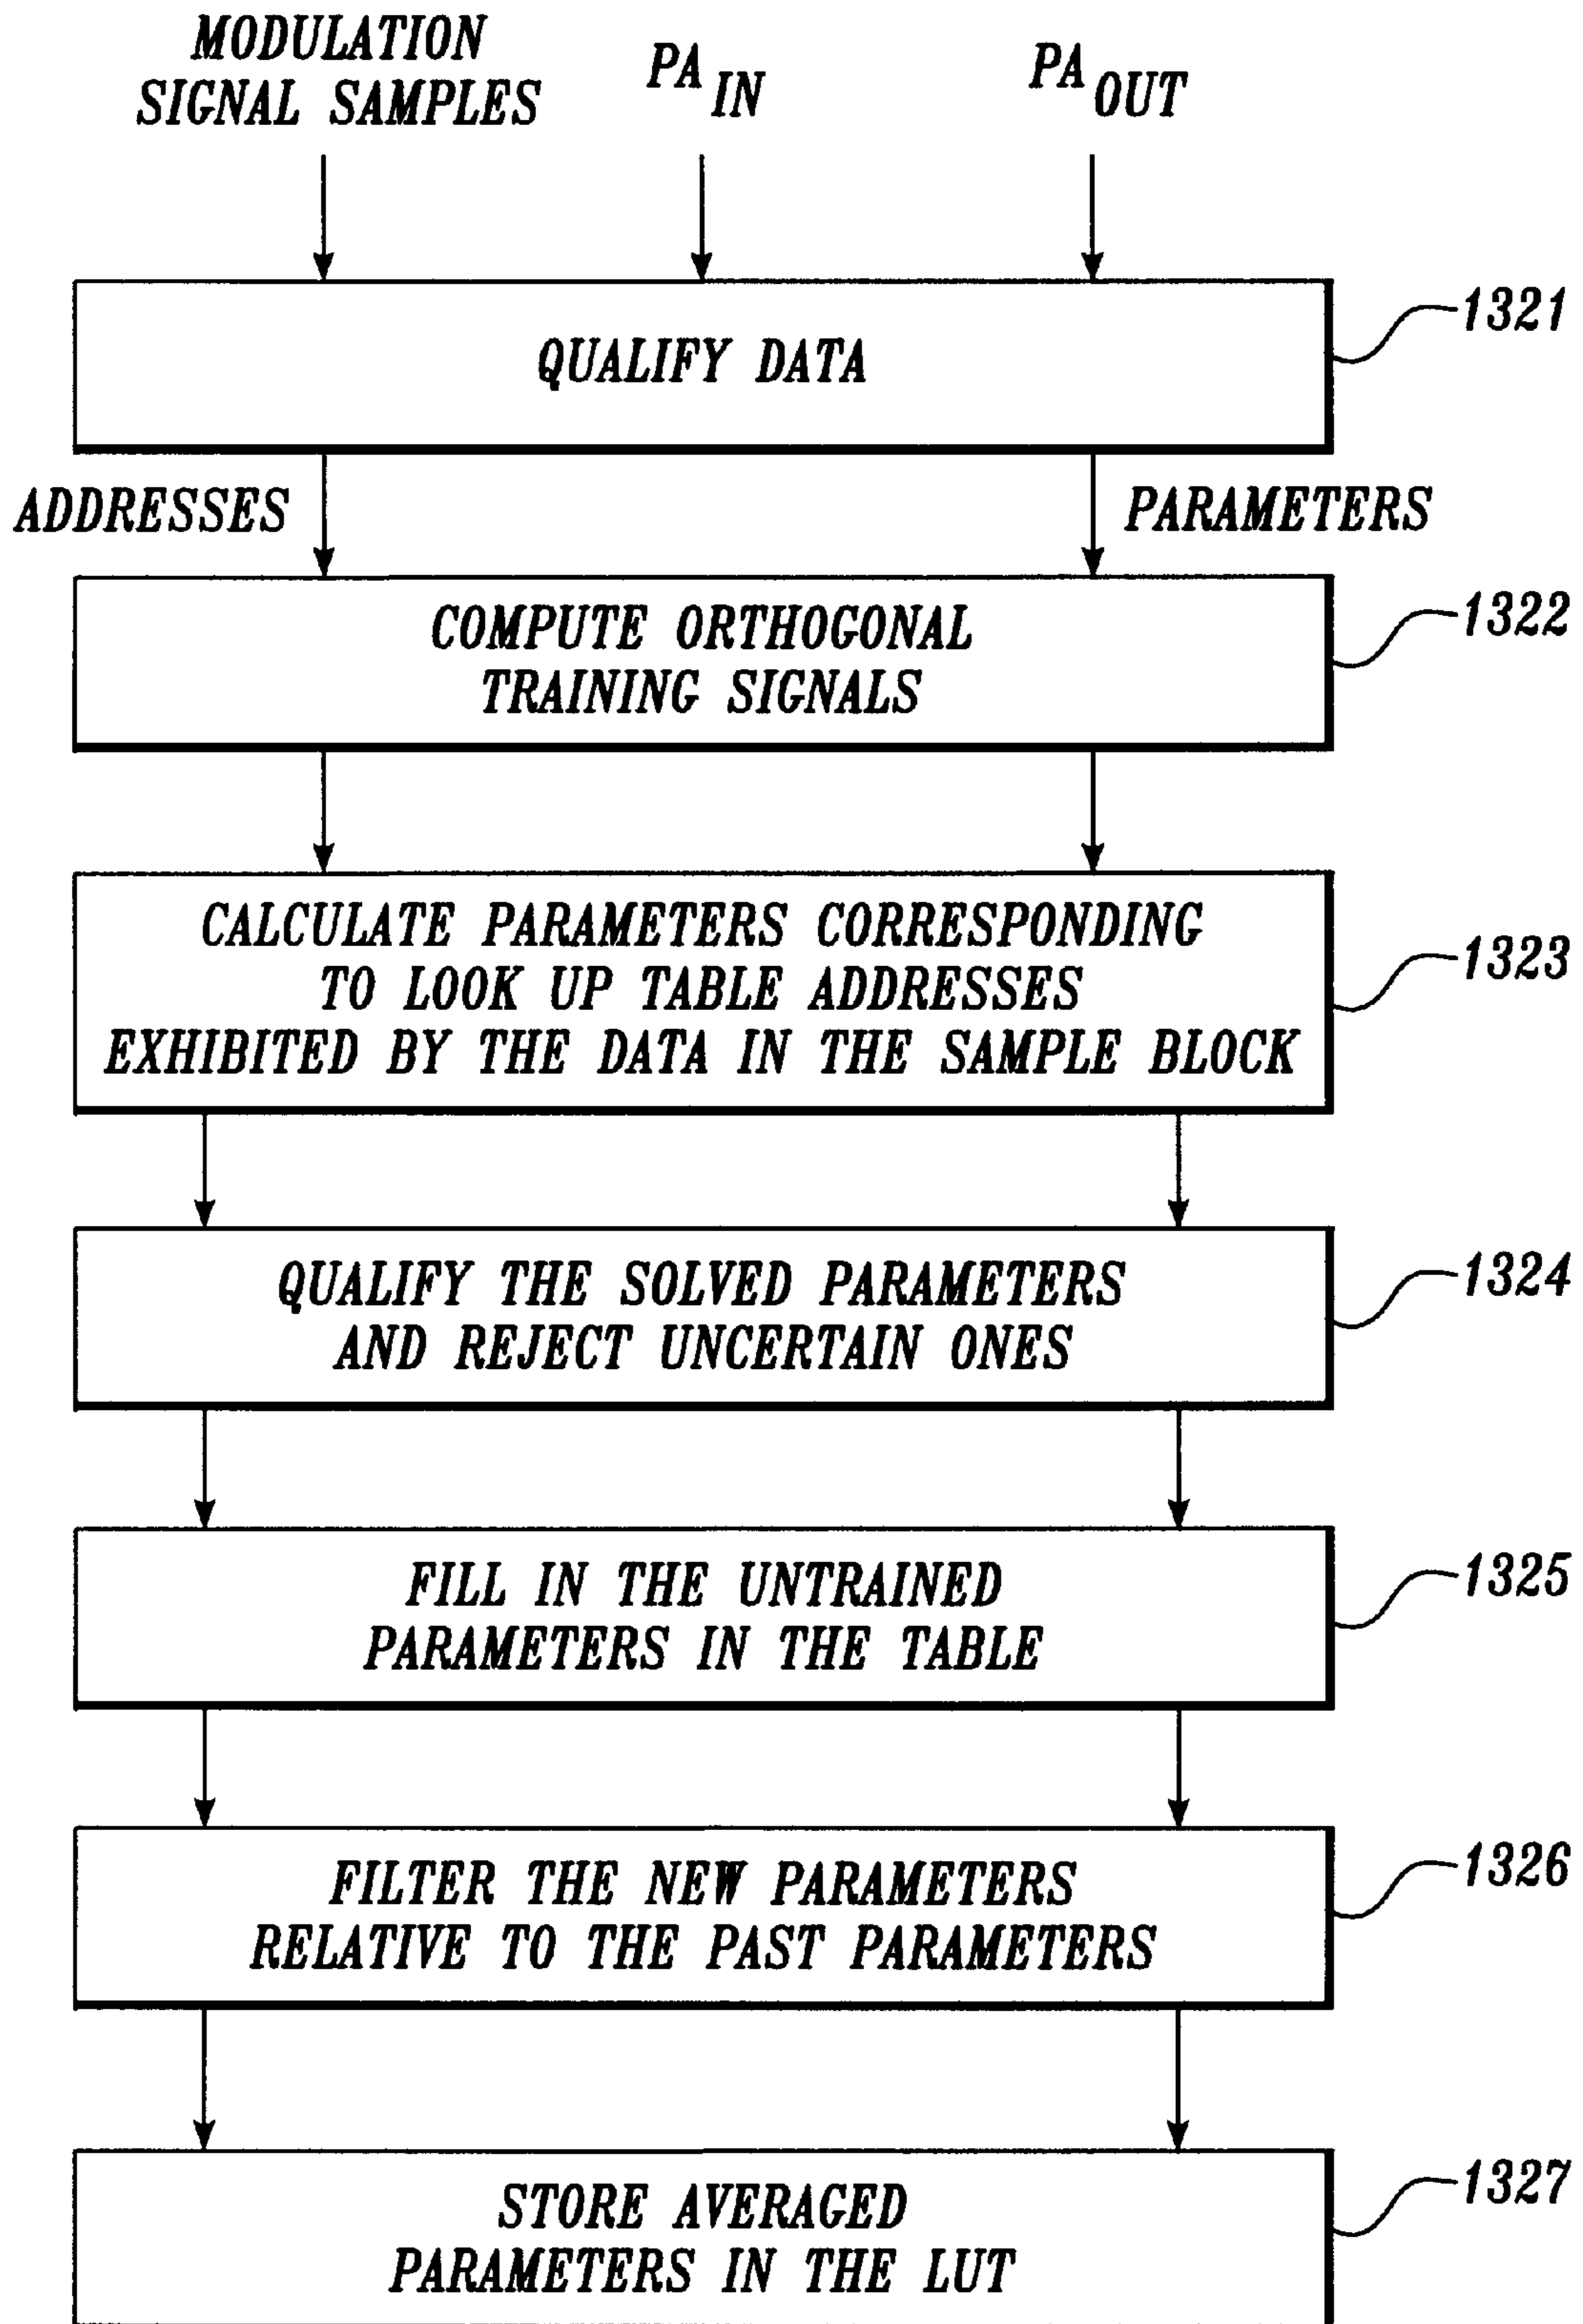 MODULATION
SIGNAL SAMPLES
PA IN
PA OUT
QUALIFY DATA
1321
ADDRESSES
PARAMETERS
COMPUTE ORTHOGONAL
TRAINING SIGNALS
1322
CALCULATE PARAMETERS CORRESPONDING
TO LOOK UP TABLE ADDRESSES
EXHIBITED BY THE DATA IN THE SAMPLE BLOCK
1323
QUALIFY THE SOLVED PARAMETERS
AND REJECT UNCERTAIN ONES
1324
FILL IN THE UNTRAINED
PARAMETERS IN THE TABLE
1325
FILTER THE NEW PARAMETERS
RELATIVE TO THE PAST PARAMETERS
1326
STORE AVERAGED
PARAMETERS IN THE LUT
1327